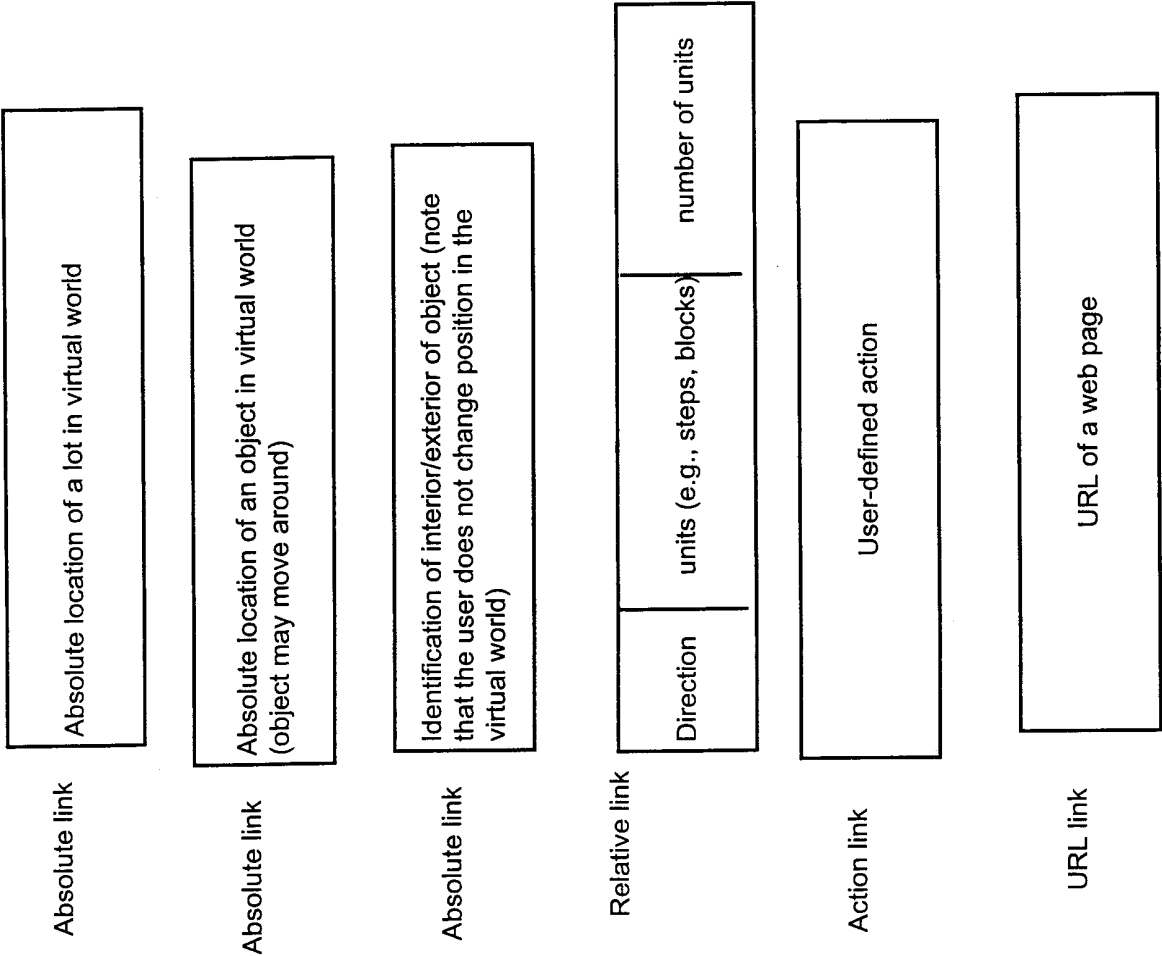 Absolute link
Absolute location of a lot in virtual world
Absolute link
Absolute location of an object in virtual world
(object may move around)
Absolute link
Identification of interior/exterior of object (note
that the user does not change position in the
virtual world)
Relative link
Direction
units (e.g., steps, blocks)
number of units
Action link
User-defined action
URL link
URL of a web page